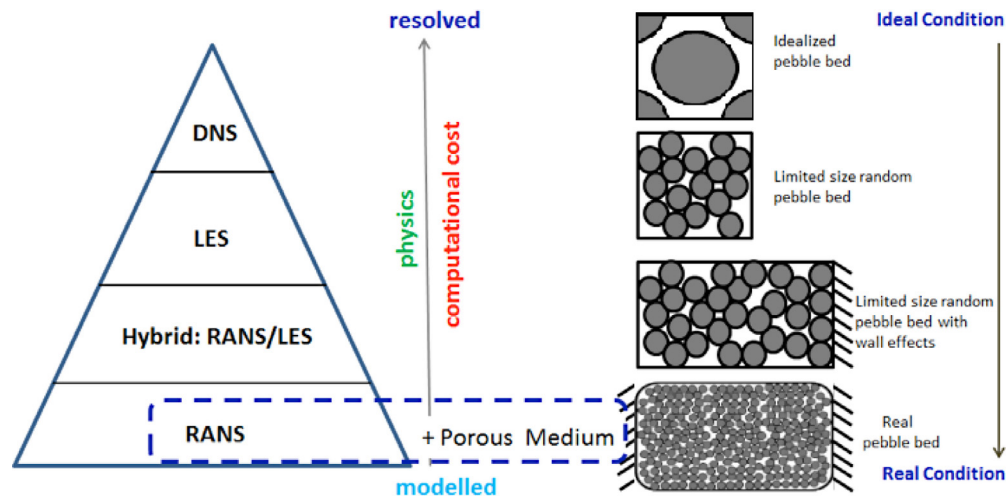 resolved
DNS
LES
Hybrid: RANS/LES
RANS
physics
computational cost
+ Porous Medium
modelled
Ideal Condition
Idealized
pebble bed
Limited size random
pebble bed
Limited size random
pebble bed with
wall effects
Real
pebble bed
Real Condition